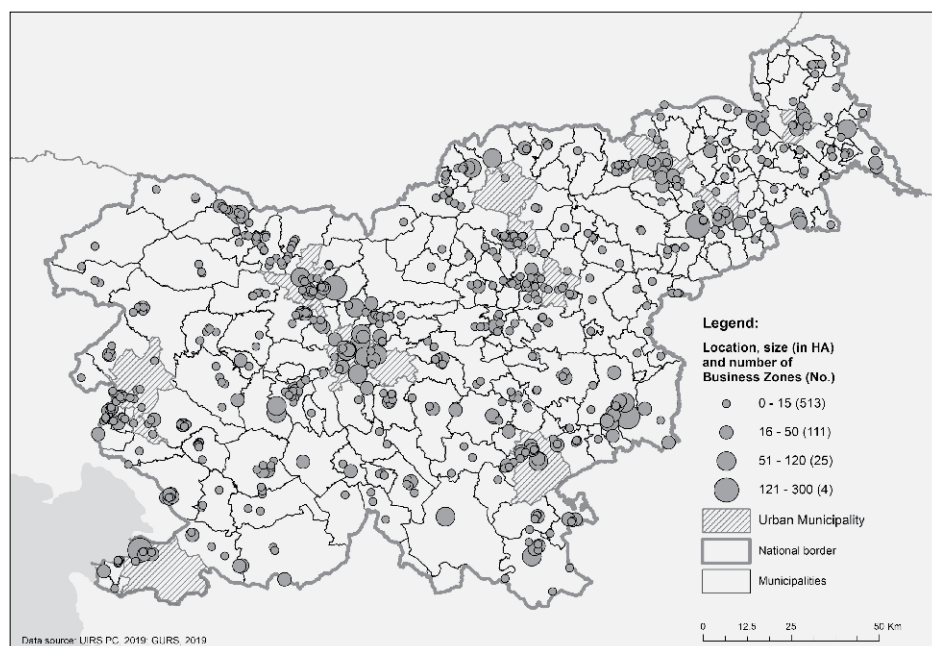 Legend:
Location, size (in HA)
and number of
Business Zones (No.)
0 - 15 (513)
16 - 50 (111)
51 - 120 (25)
121 - 300 (4)
Urban Municipality
National border
Municipalities
0 12.5 25 50 Km
Data source: UIRS PC, 2019; GURS, 2019